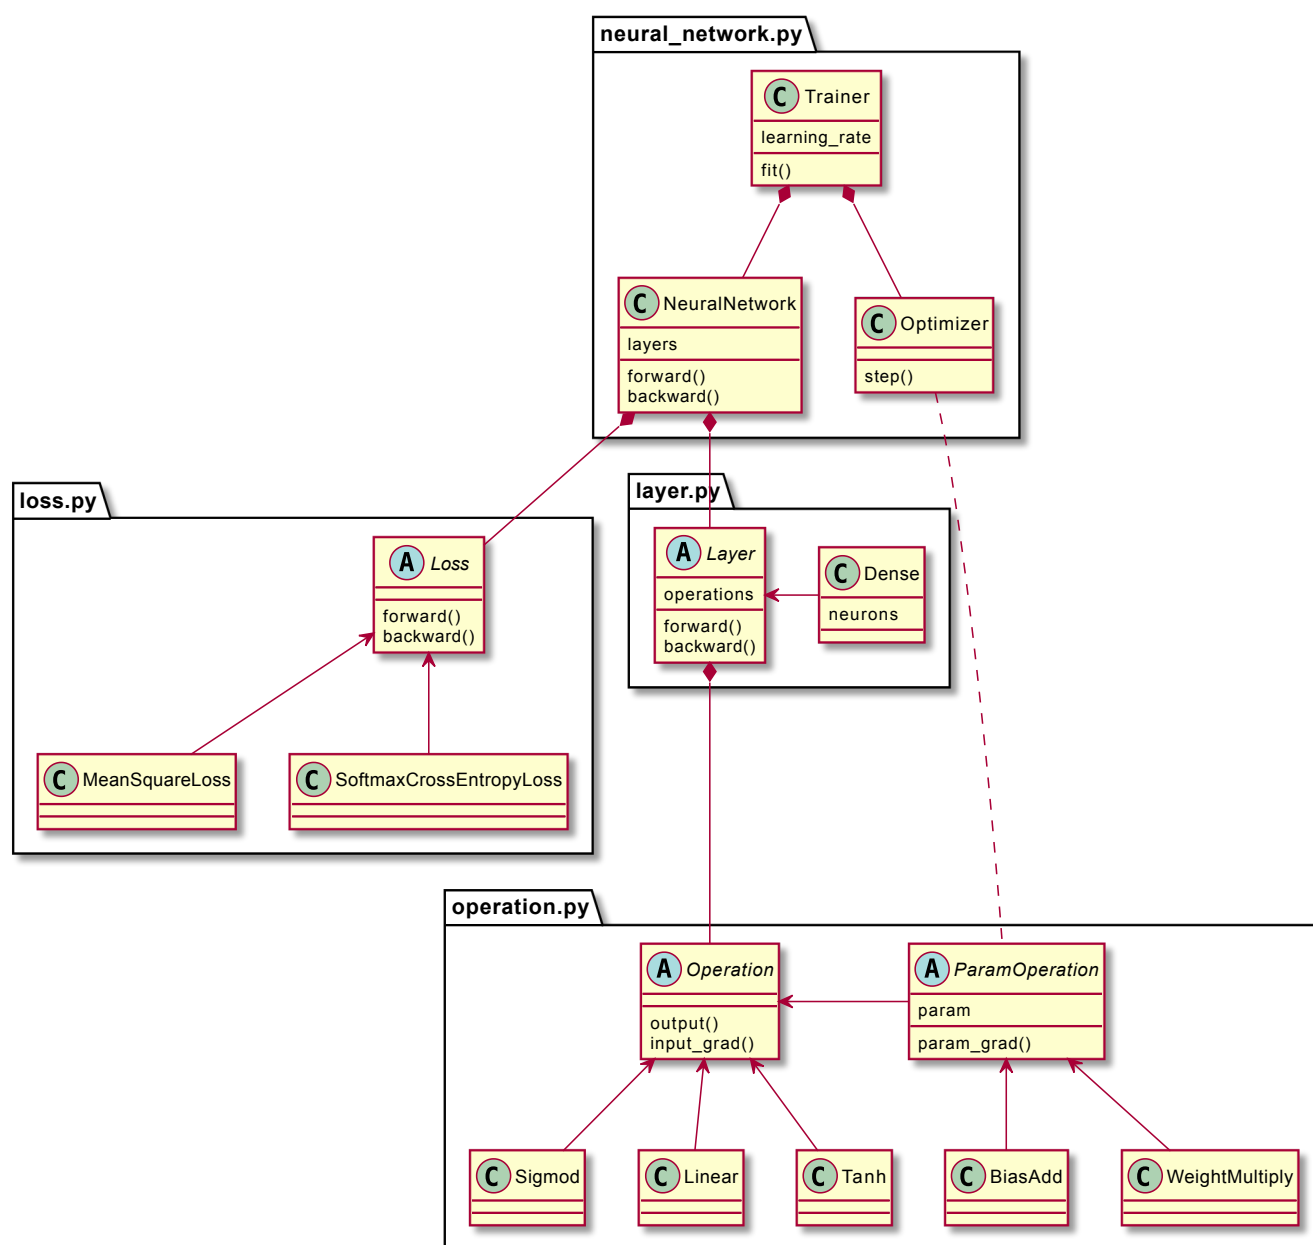 neural_network.py
C Trainer
learning_rate
fit()
C NeuralNetwork
layers
forward()
backward()
C Optimizer
step()
loss.py
A Loss
forward()
backward()
C MeanSquareLoss
C SoftmaxCrossEntropyLoss
layer.py
A Layer
operations
forward()
backward()
C Dense
neurons
operation.py
A Operation
output()
input_grad()
A ParamOperation
param
param_grad()
C Sigmod
C Linear
C Tanh
C BiasAdd
C WeightMultiply